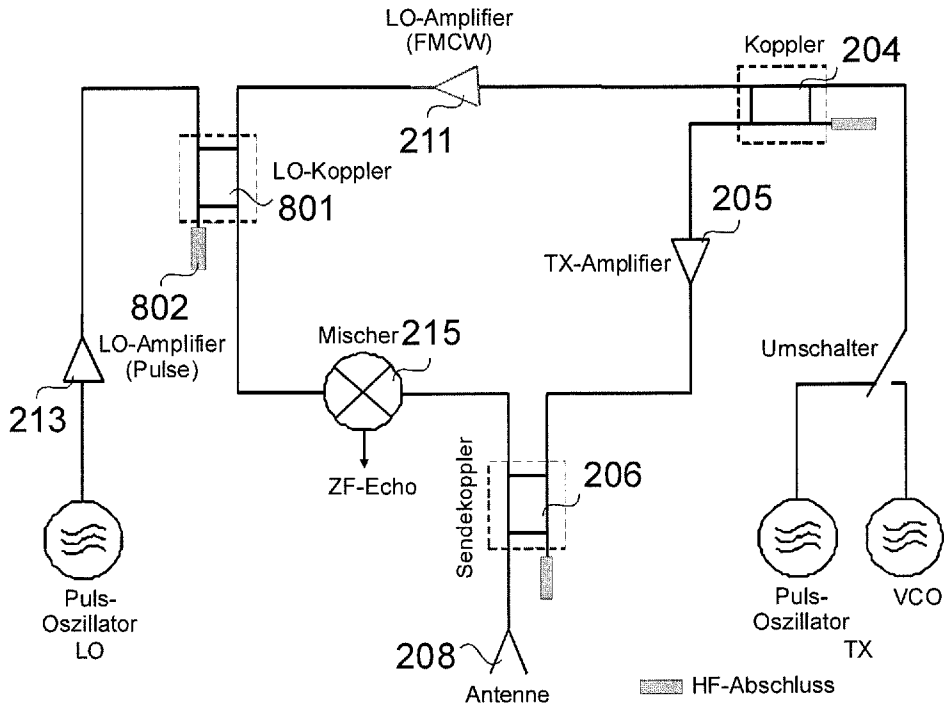 LO-Amplifier
(FMCW)
211
Koppler
204
LO-Koppler
801
802
205
TX-Amplifier
LO-Amplifier
(Pulse)
213
Mischer
215
ZF-Echo
Umschalter
Sendekoppler
206
Puls-
Oszillator
LO
Puls-
Oszillator
TX
VCO
208
Antenne
HF-Abschluss